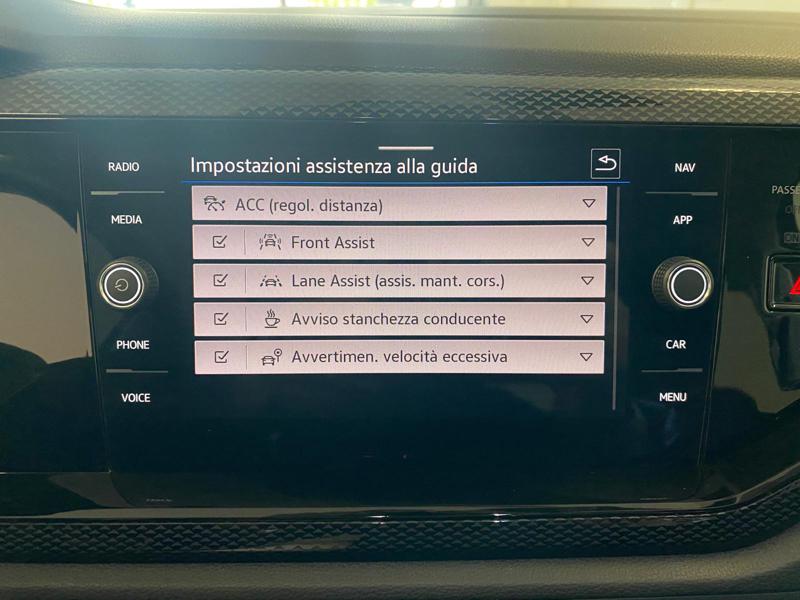 RADIO
MEDIA
PHONE
VOICE
Impostazioni assistenza alla guida
ACC (regol. distanza)
Front Assist
Lane Assist (assis. mant. cors.)
Avviso stanchezza conducente
Avvertimen. velocità eccessiva
NAV
APP
CAR
MENU